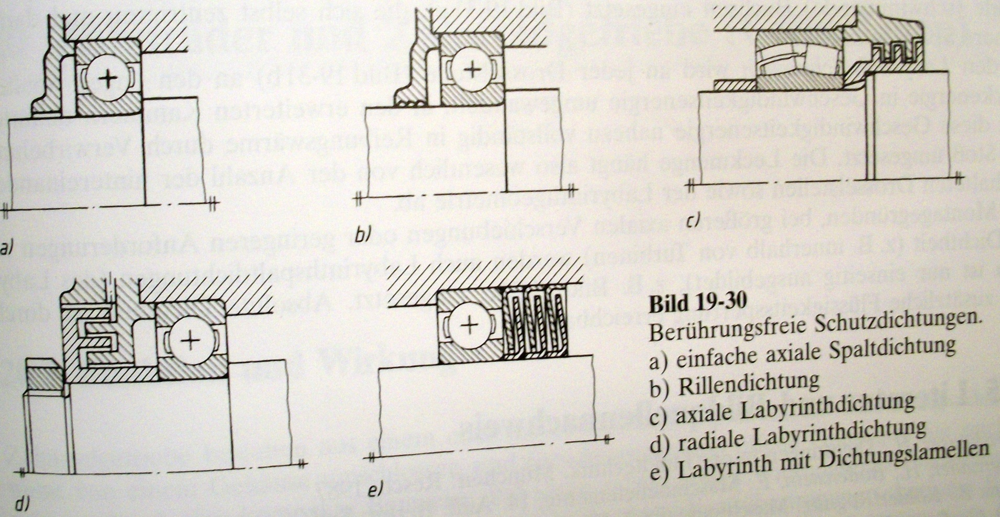 a)
b)
c)
d)
e)
Bild 19-30
Berührungsfreie Schutzdichtungen.
a) einfache axiale Spaltdichtung
b) Rillendichtung
c) axiale Labyrinthdichtung
d) radiale Labyrinthdichtung
e) Labyrinth mit Dichtungslamellen